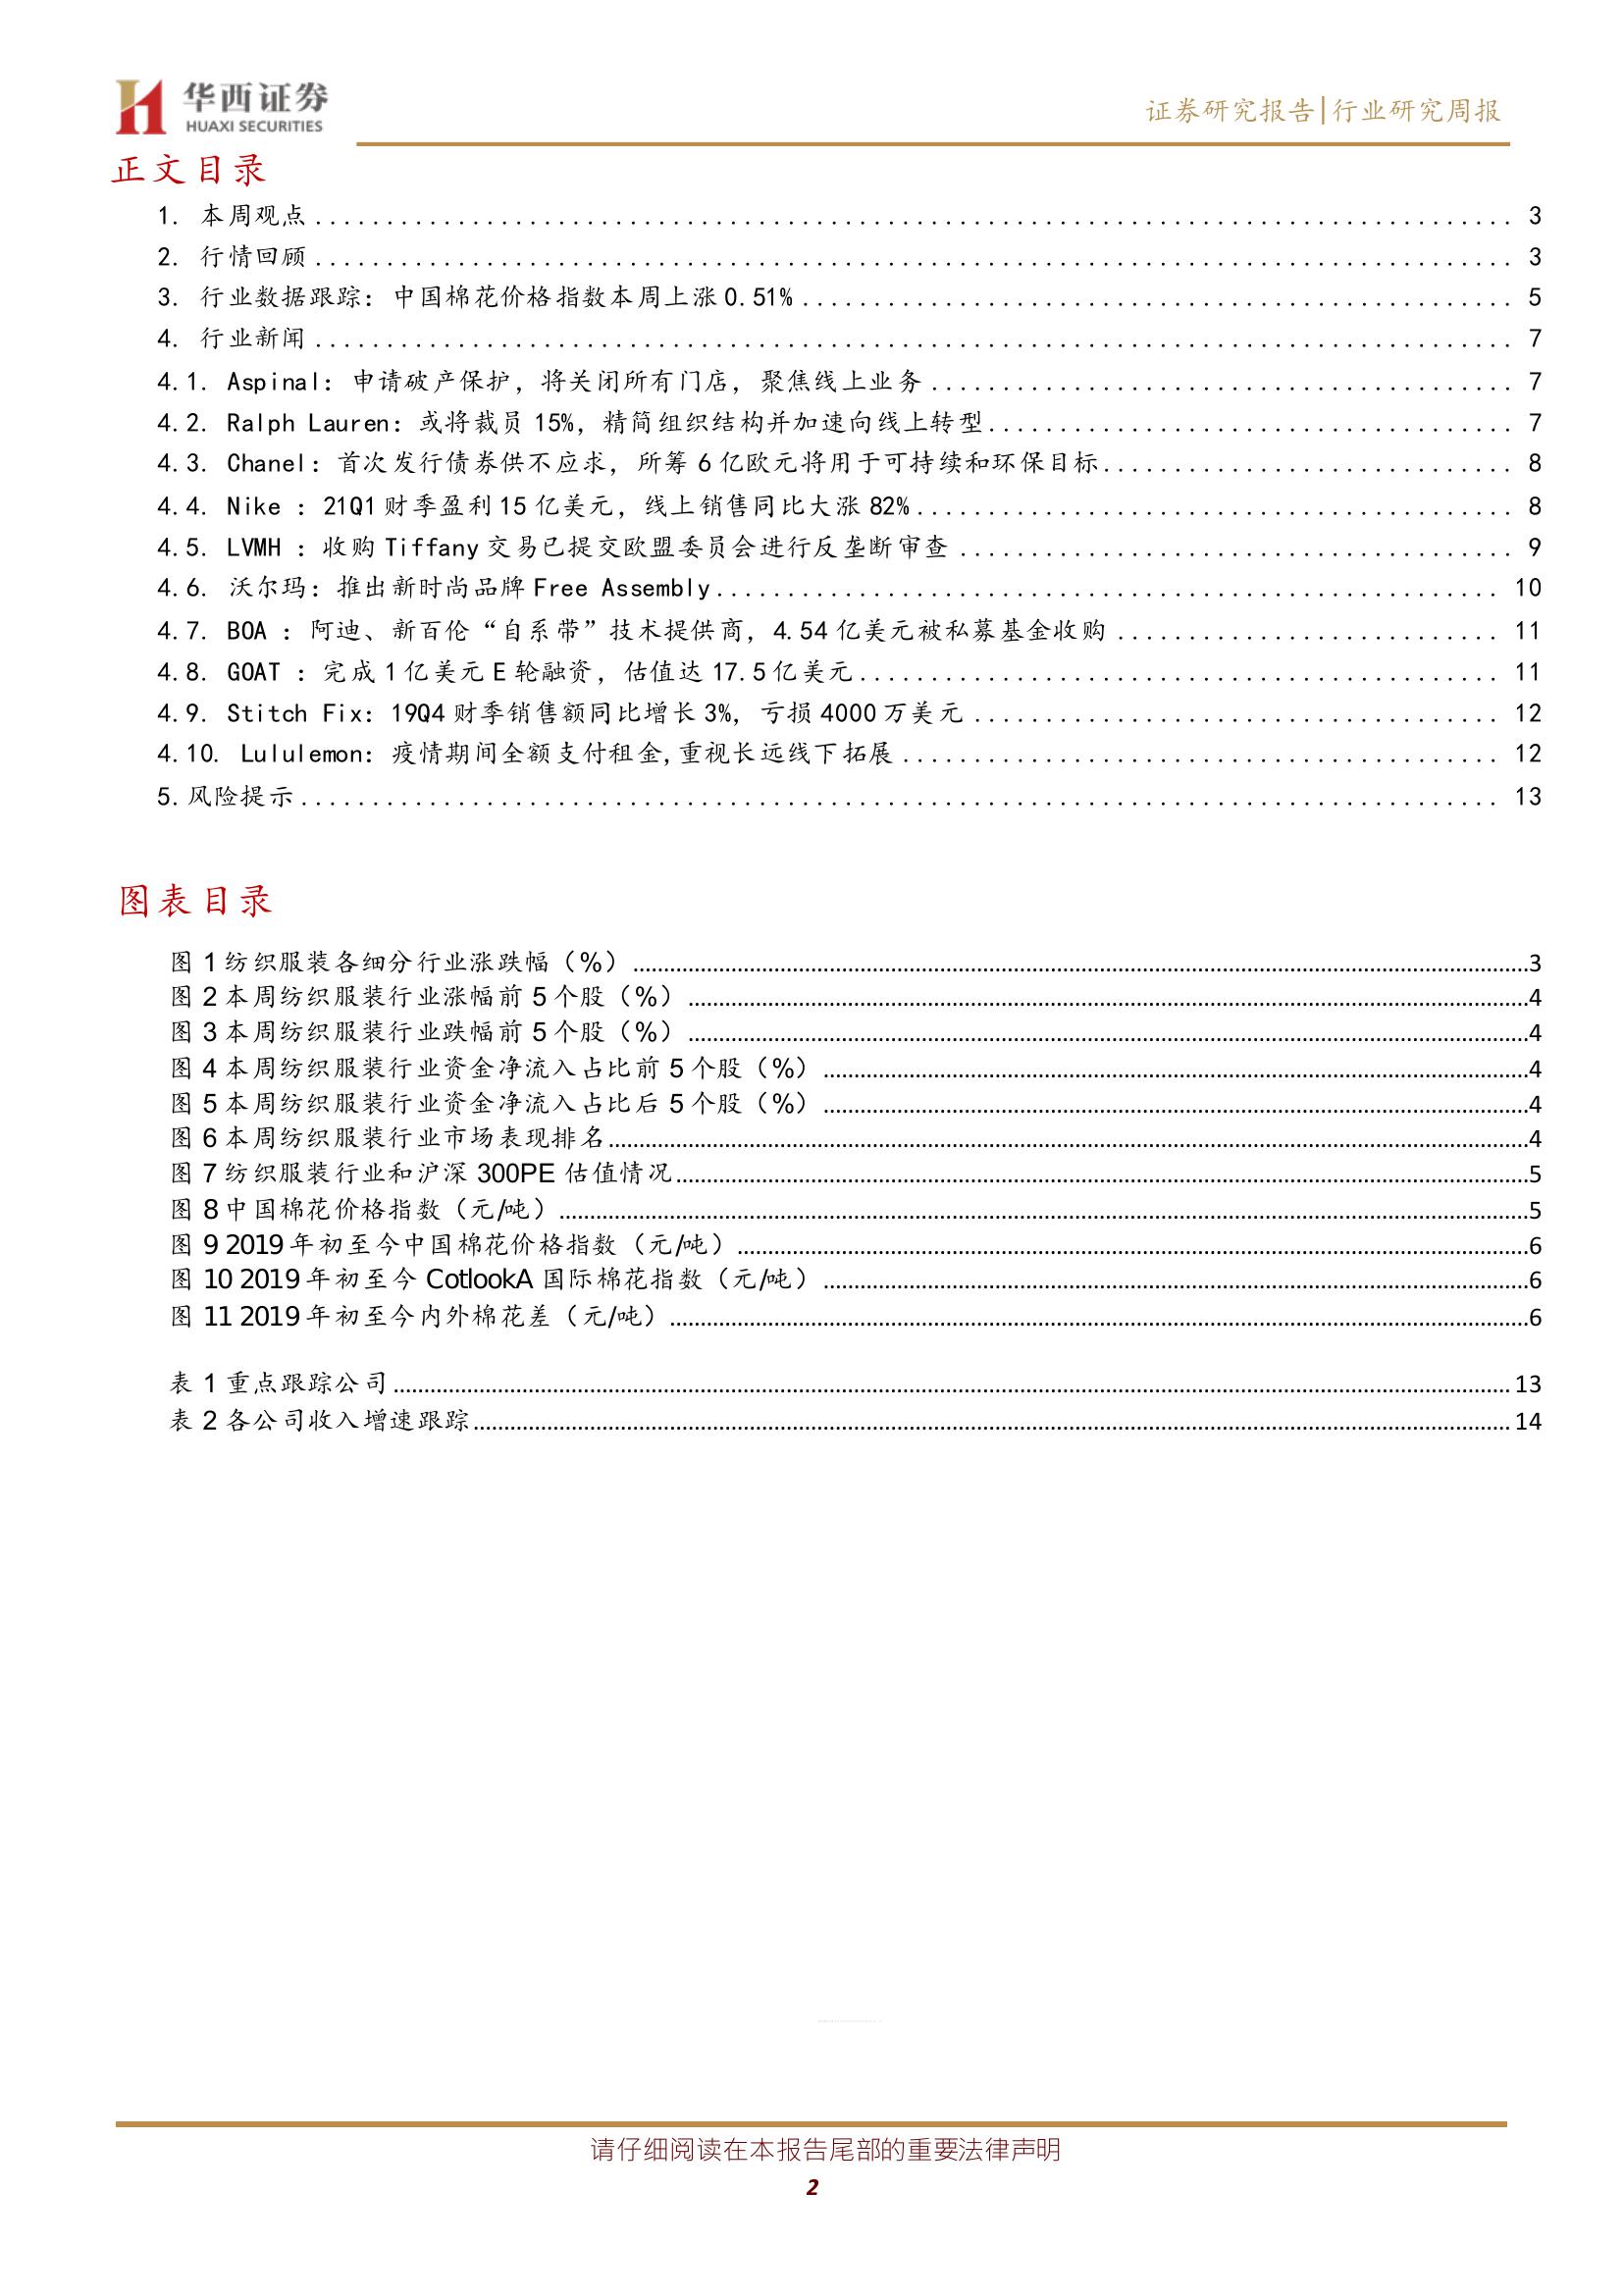 华西证券
HUAXI SECURITIES
证券研究报告|行业研究周报
正文目录
1. 本周观点 ........ 3
2. 行情回顾 ........ 3
3. 行业数据跟踪：中国棉花价格指数本周上涨 0.51% ........ 5
4. 行业新闻 ........ 7
4.1. Aspinal：申请破产保护，将关闭所有门店，聚焦线上业务 ........ 7
4.2. Ralph Lauren：或将裁员 15%，精简组织结构并加速向线上转型 ........ 7
4.3. Chanel：首次发行债券供不应求，所筹 6 亿欧元将用于可持续和环保目标 ........ 8
4.4. Nike ：21Q1 财季盈利 15 亿美元，线上销售同比大涨 82% ........ 8
4.5. LVMH ：收购 Tiffany 交易已提交欧盟委员会进行反垄断审查 ........ 9
4.6. 沃尔玛：推出新时尚品牌 Free Assembly ........ 10
4.7. BOA ：阿迪、新百伦“自系带”技术提供商，4.54 亿美元被私募基金收购 ........ 11
4.8. GOAT ：完成 1 亿美元 E 轮融资，估值达 17.5 亿美元 ........ 11
4.9. Stitch Fix：19Q4 财季销售额同比增长 3%，亏损 4000 万美元 ........ 12
4.10. Lululemon：疫情期间全额支付租金,重视长远线下拓展 ........ 12
5. 风险提示 ........ 13
图表目录
图 1 纺织服装各细分行业涨跌幅（%） ........ 3
图 2 本周纺织服装行业涨幅前 5 个股（%） ........ 4
图 3 本周纺织服装行业跌幅前 5 个股（%） ........ 4
图 4 本周纺织服装行业资金净流入占比前 5 个股（%） ........ 4
图 5 本周纺织服装行业资金净流入占比后 5 个股（%） ........ 4
图 6 本周纺织服装行业市场表现排名 ........ 4
图 7 纺织服装行业和沪深 300PE 估值情况 ........ 5
图 8 中国棉花价格指数（元/吨） ........ 5
图 9 2019 年初至今中国棉花价格指数（元/吨） ........ 6
图 10 2019 年初至今 CotlookA 国际棉花指数（元/吨） ........ 6
图 11 2019 年初至今内外棉花差（元/吨） ........ 6
表 1 重点跟踪公司 ........ 13
表 2 各公司收入增速跟踪 ........ 14
请仔细阅读在本报告尾部的重要法律声明
2